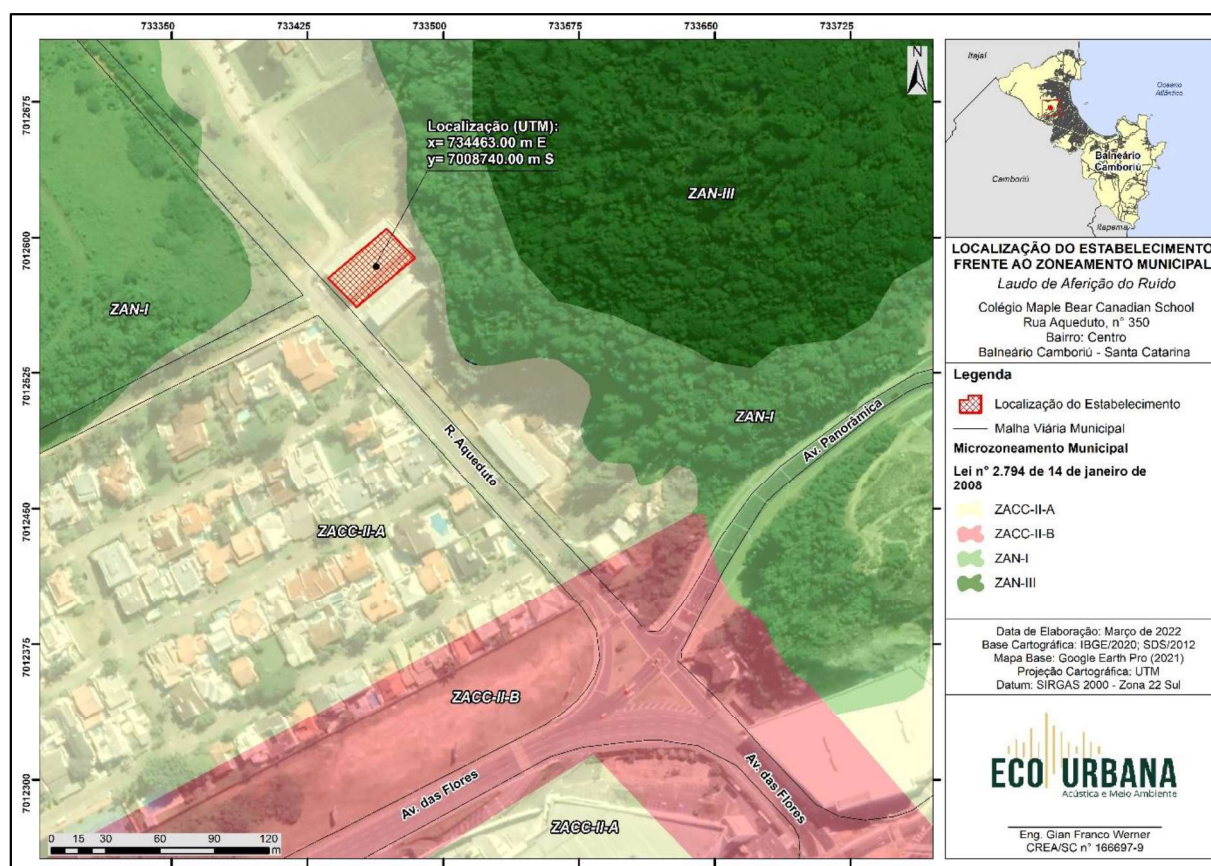 733350
733425
733500
733575
733650
733725
7012675
7012600
7012525
7012450
7012375
7012300
7012675
7012600
7012525
7012460
7012375
7012300
N
Localização (UTM):
x= 734463.00 m E
y= 7008740.00 m S
ZAN-III
ZAN-I
ZAN-I
Av. Panorâmica
R. Aqueduto
ZACC-II-A
ZACC-II-B
Av. das Flores
Av. das Flores
ZACC-II-A
0 15 30 60 90 120
m
Itajaí
Oceano
Atlântico
Balneário
Camboriú
Camboriú
Itapema
LOCALIZAÇÃO DO ESTABELECIMENTO
FRENTE AO ZONEAMENTO MUNICIPAL
Laudo de Aferição do Ruído
Colégio Maple Bear Canadian School
Rua Aqueduto, n° 350
Bairro: Centro
Balneário Camboriú - Santa Catarina
Legenda
Localização do Estabelecimento
Malha Viária Municipal
Microzoneamento Municipal
Lei n° 2.794 de 14 de janeiro de
2008
ZACC-II-A
ZACC-II-B
ZAN-I
ZAN-III
Data de Elaboração: Março de 2022
Base Cartográfica: IBGE/2020; SDS/2012
Mapa Base: Google Earth Pro (2021)
Projeção Cartográfica: UTM
Datum: SIRGAS 2000 - Zona 22 Sul
ECO URBANA
Acústica e Meio Ambiente
Eng. Gian Franco Werner
CREA/SC n° 166697-9